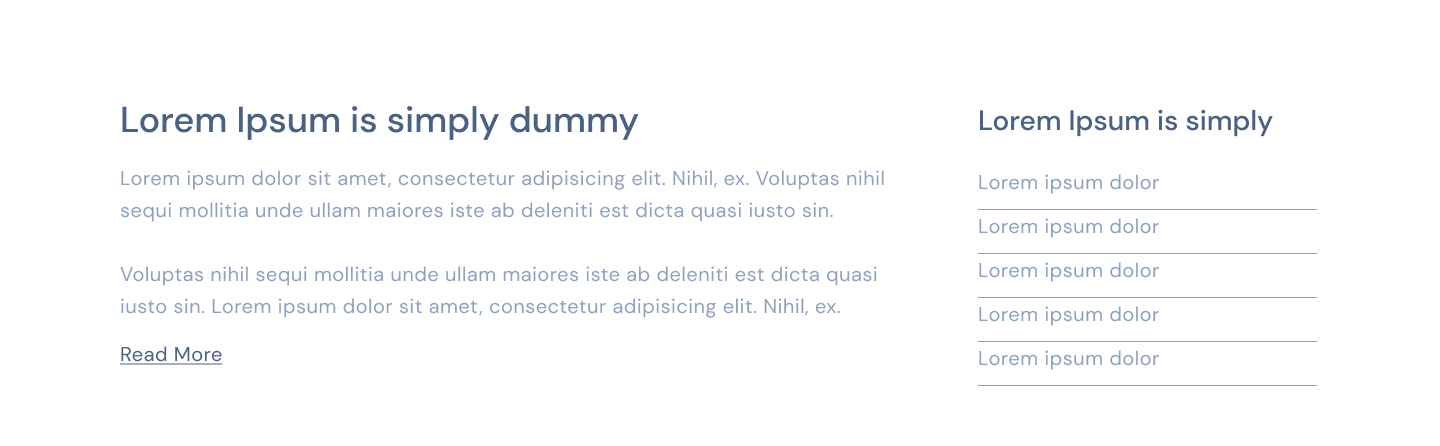 Lorem Ipsum is simply dummy
Lorem ipsum dolor sit amet, consectetur adipisicing elit. Nihil, ex. Voluptas nihil
sequi mollitia unde ullam maiores iste ab deleniti est dicta quasi iusto sin.
Voluptas nihil sequi mollitia unde ullam maiores iste ab deleniti est dicta quasi
iusto sin. Lorem ipsum dolor sit amet, consectetur adipisicing elit. Nihil, ex.
Read More
Lorem Ipsum is simply
Lorem ipsum dolor
Lorem ipsum dolor
Lorem ipsum dolor
Lorem ipsum dolor
Lorem ipsum dolor